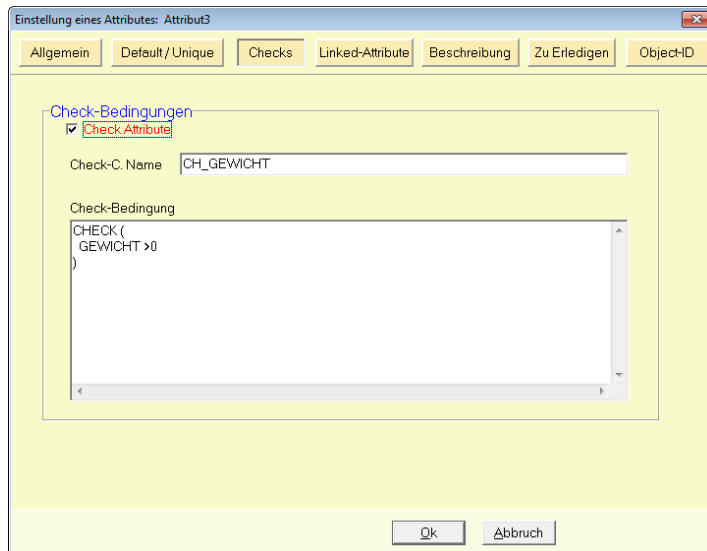 Einstellung eines Attributes: Attribut3
Allgemein Default / Unique Checks Linked-Attribute Beschreibung Zu Erledigen Object-ID
Check-Bedingungen
Check Attribute
Check-C. Name CH_GEWICHT
Check-Bedingung
CHECK (
GEWICHT >0
)
Ok Abbruch